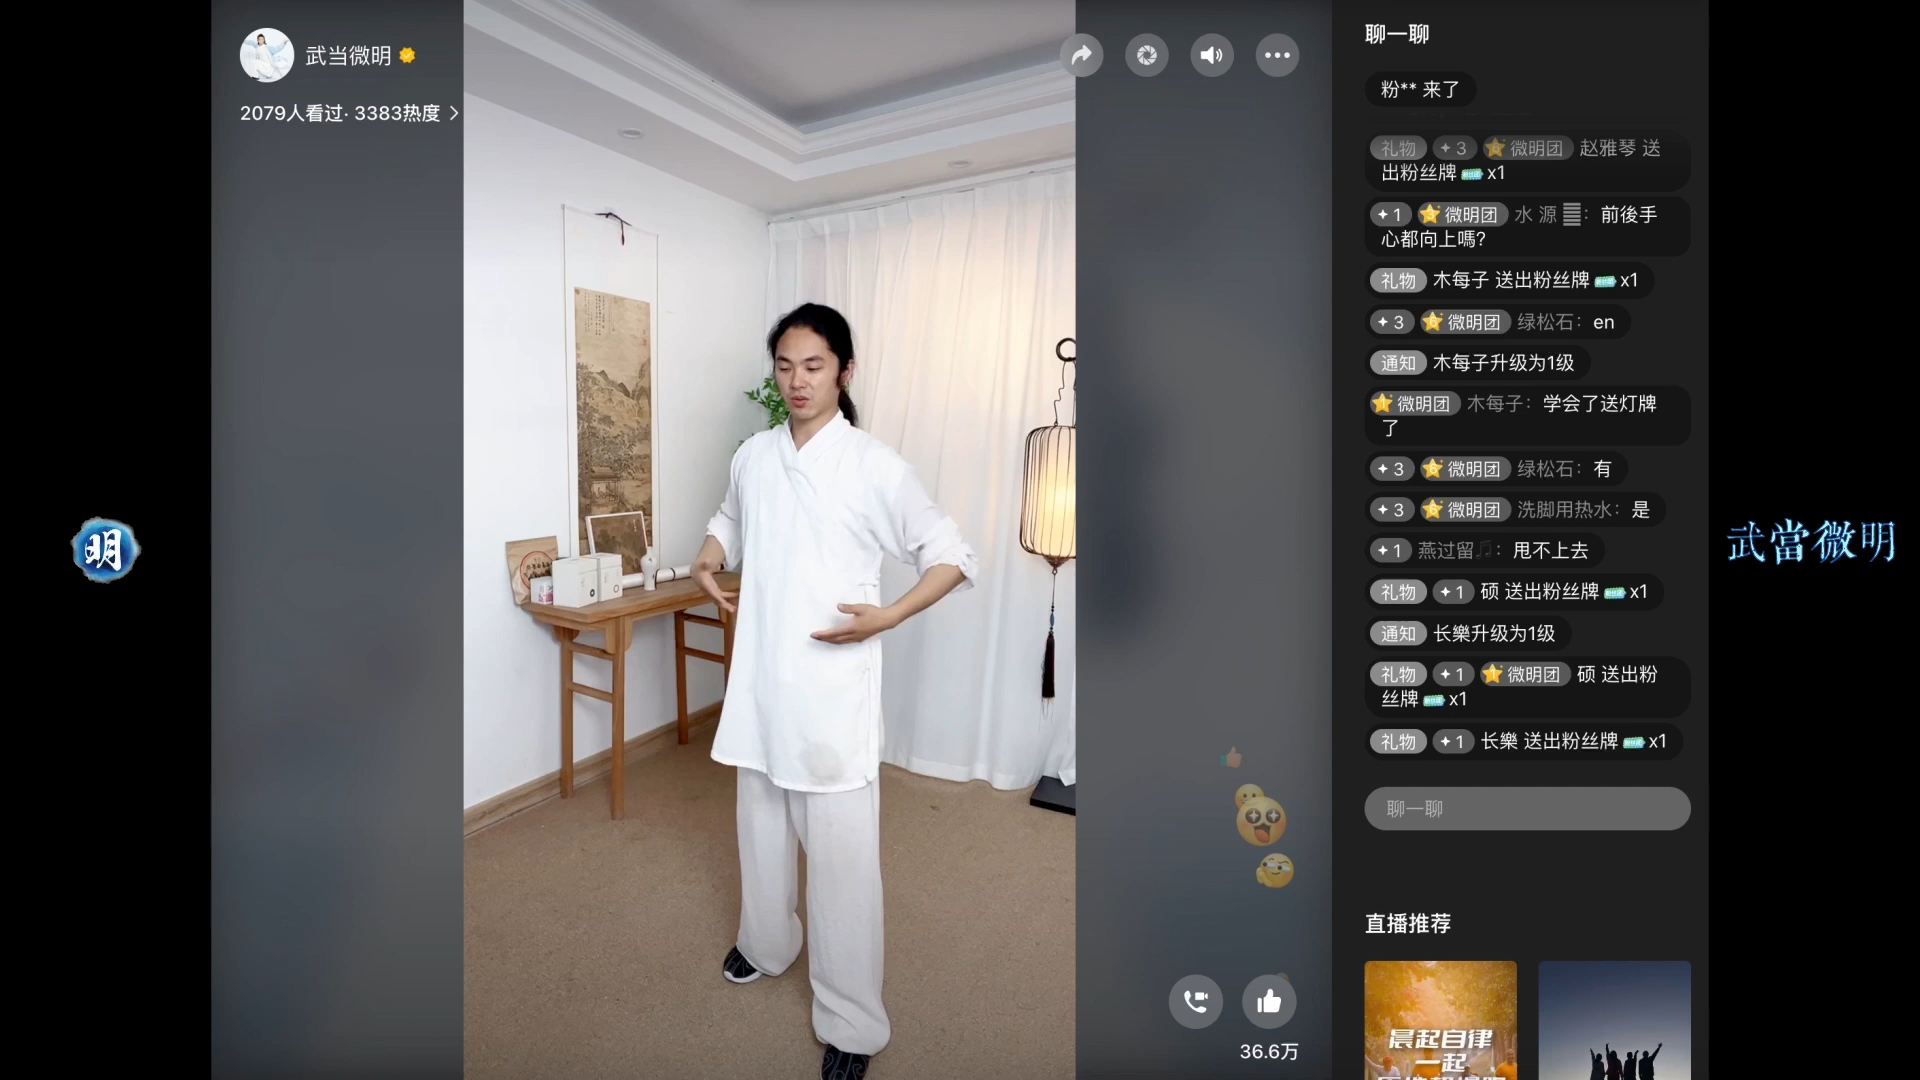 武当微明
2079人看过· 3383热度
聊一聊
粉** 来了
礼物 3 微明团 赵雅琴 送
出粉丝牌 x1
1 微明团 水 源 : 前後手
心都向上嗎?
礼物 木每子 送出粉丝牌 x1
3 6 微明团 绿松石: en
通知 木每子升级为1级
1 微明团 木每子: 学会了送灯牌
了
3 6 微明团 绿松石: 有
3 6 微明团 洗脚用热水: 是
1 燕过留🎵: 甩不上去
礼物 1 硕 送出粉丝牌 x1
通知 长樂升级为1级
礼物 1 1 微明团 硕 送出粉
丝牌 x1
礼物 1 长樂 送出粉丝牌 x1
聊一聊
明
武當微明
直播推荐
晨起自律
一起
36.6万